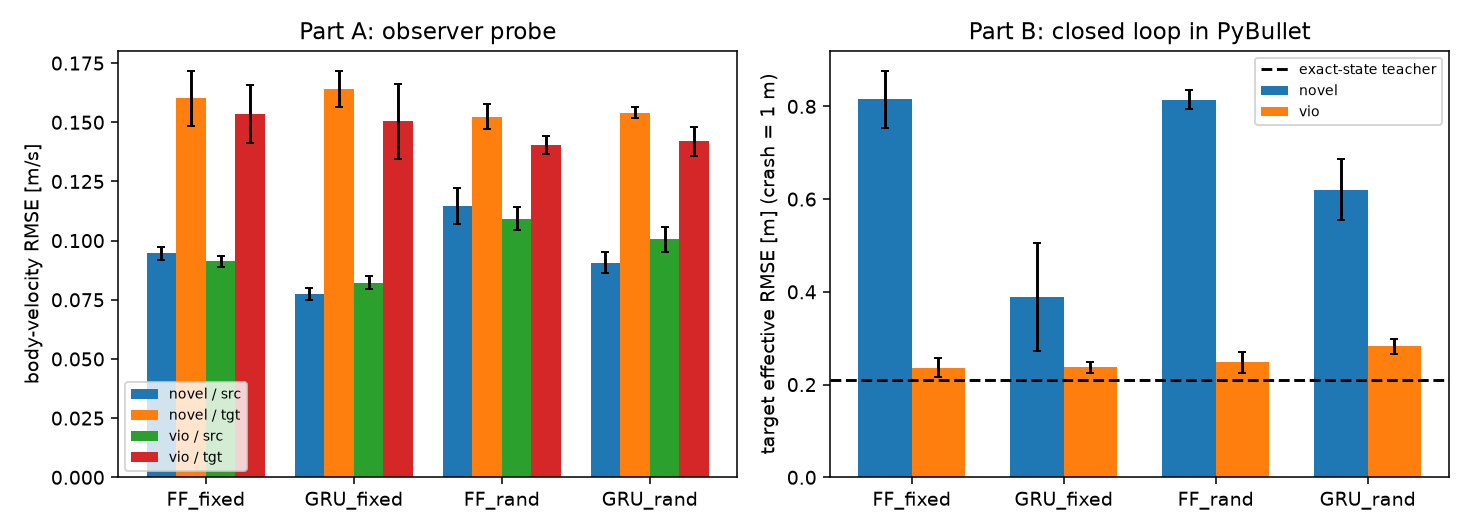 Part A: observer probe
body-velocity RMSE [m/s]
0.175
0.150
0.125
0.100
0.075
0.050
0.025
0.000
novel / src
novel / tgt
vio / src
vio / tgt
FF_fixed
GRU_fixed
FF_rand
GRU_rand
Part B: closed loop in PyBullet
target effective RMSE [m] (crash = 1 m)
0.8
0.6
0.4
0.2
0.0
exact-state teacher
novel
vio
FF_fixed
GRU_fixed
FF_rand
GRU_rand